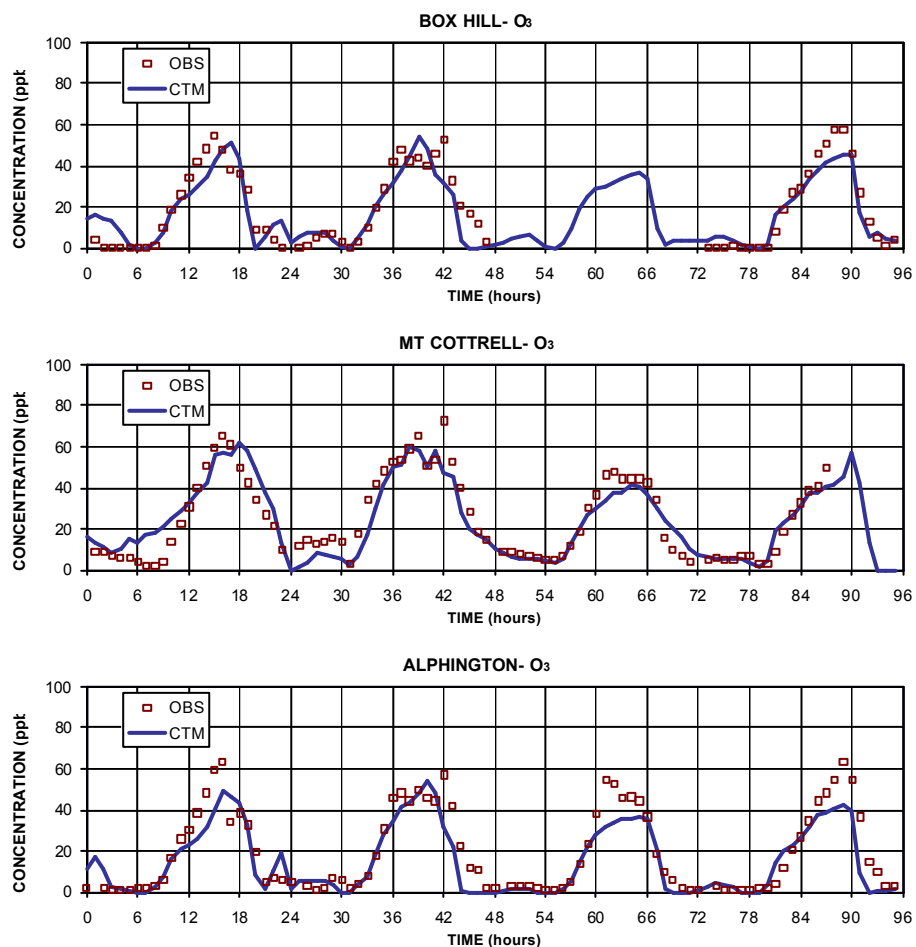 BOX HILL- O3
CONCENTRATION (ppt
100
80
60
40
20
0
OBS
CTM
0 6 12 18 24 30 36 42 48 54 60 66 72 78 84 90 96
TIME (hours)
MT COTTRELL- O3
CONCENTRATION (ppt
100
80
60
40
20
0
OBS
CTM
0 6 12 18 24 30 36 42 48 54 60 66 72 78 84 90 96
TIME (hours)
ALPHINGTON- O3
CONCENTRATION (ppt
100
80
60
40
20
0
OBS
CTM
0 6 12 18 24 30 36 42 48 54 60 66 72 78 84 90 96
TIME (hours)